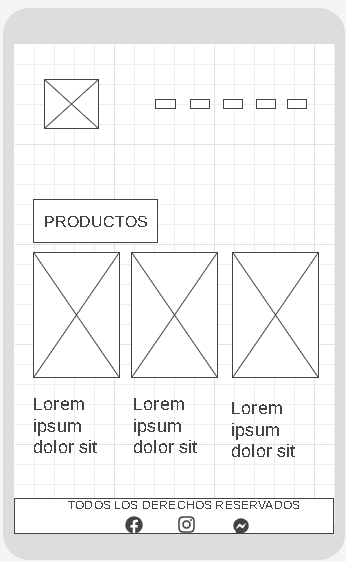 PRODUCTOS
Lorem
ipsum
dolor sit
Lorem
ipsum
dolor sit
Lorem
ipsum
dolor sit
TODOS LOS DERECHOS RESERVADOS